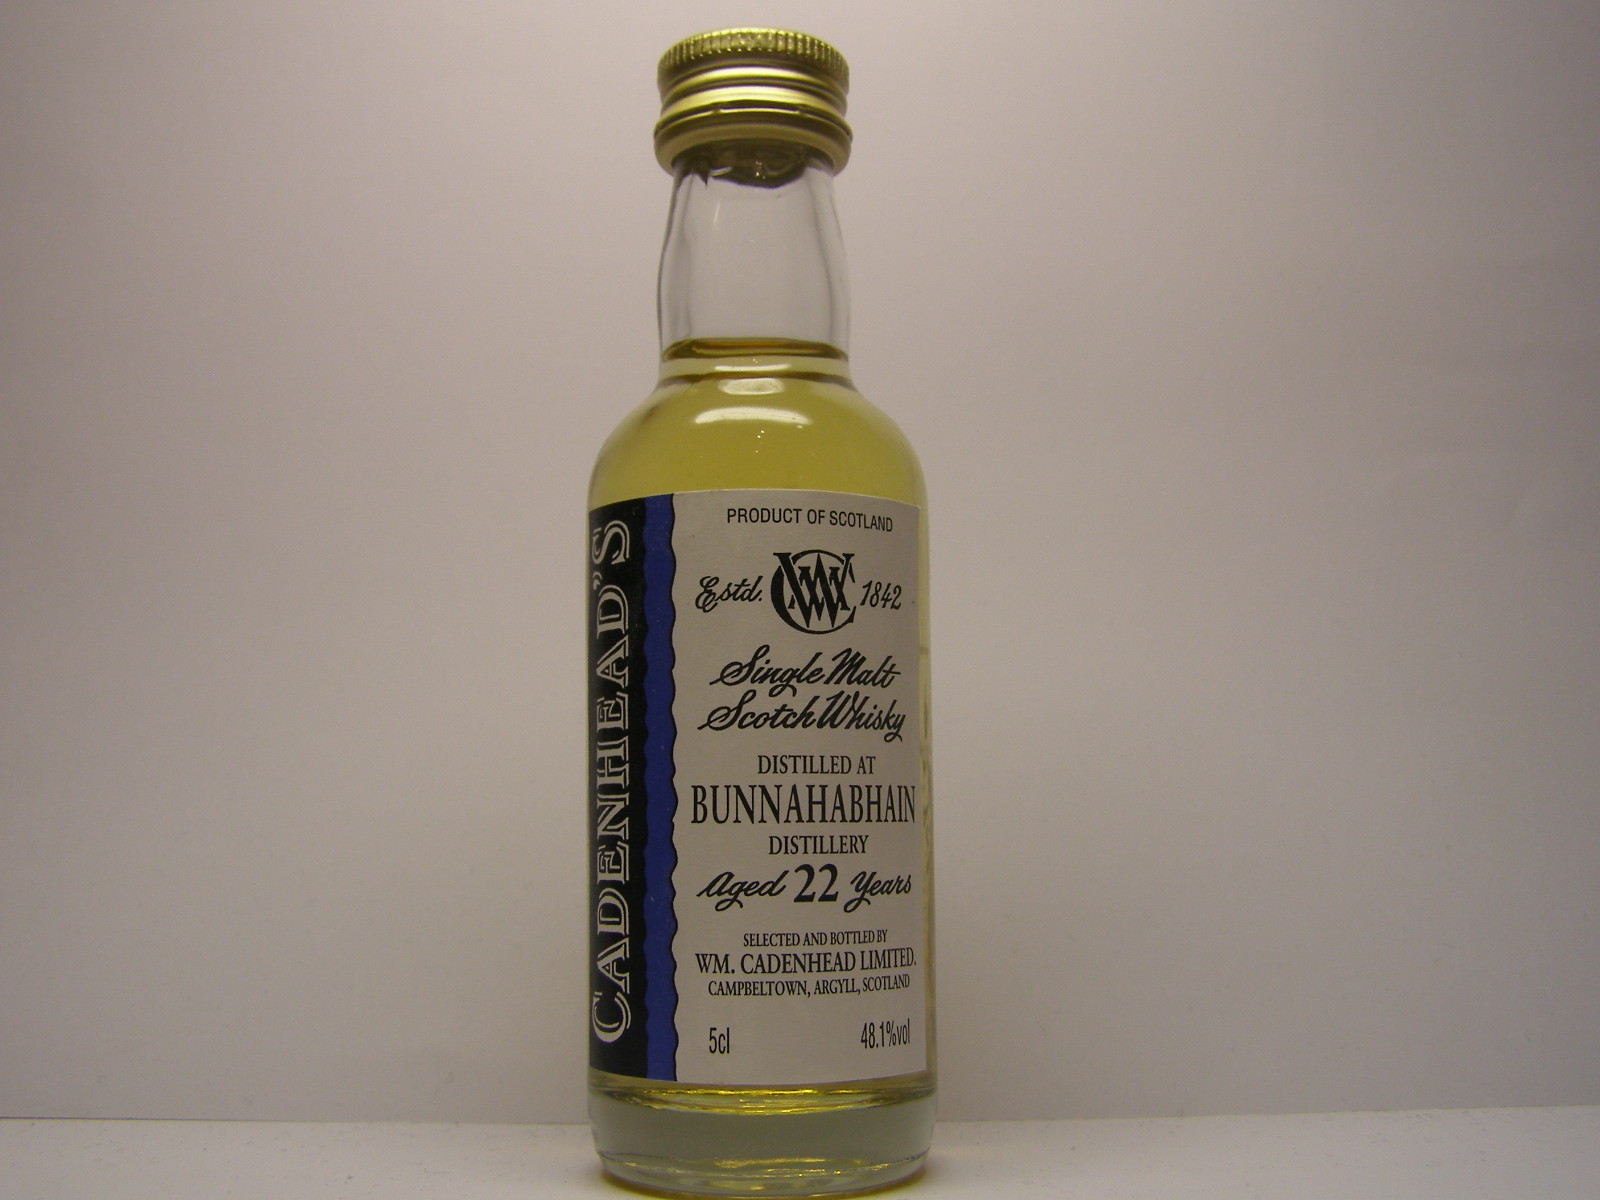 CADENHEAD'S
PRODUCT OF SCOTLAND
Estd. WC 1842
Single Malt
Scotch Whisky
DISTILLED AT
BUNNAHABHAIN
DISTILLERY
Aged 22 Years
SELECTED AND BOTTLED BY
WM. CADENHEAD LIMITED.
CAMPBELTOWN, ARGYLL, SCOTLAND
5cl 48.1%vol